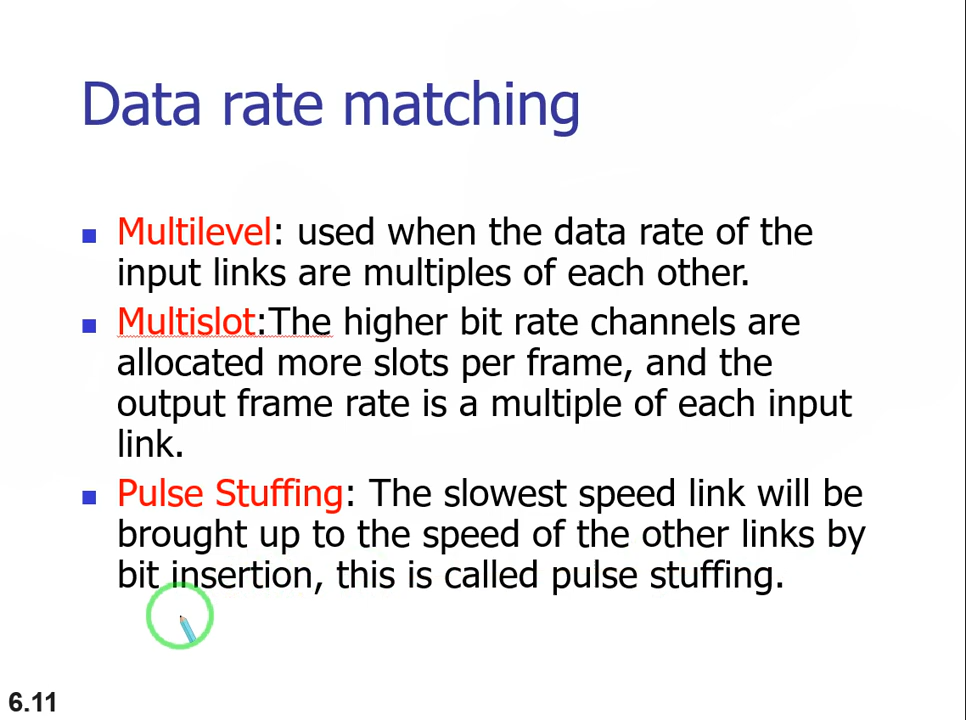 Data rate matching
Multilevel: used when the data rate of the
input links are multiples of each other.
Multislot:The higher bit rate channels are
allocated more slots per frame, and the
output frame rate is a multiple of each input
link.
Pulse Stuffing: The slowest speed link will be
brought up to the speed of the other links by
bit insertion, this is called pulse stuffing.
6.11